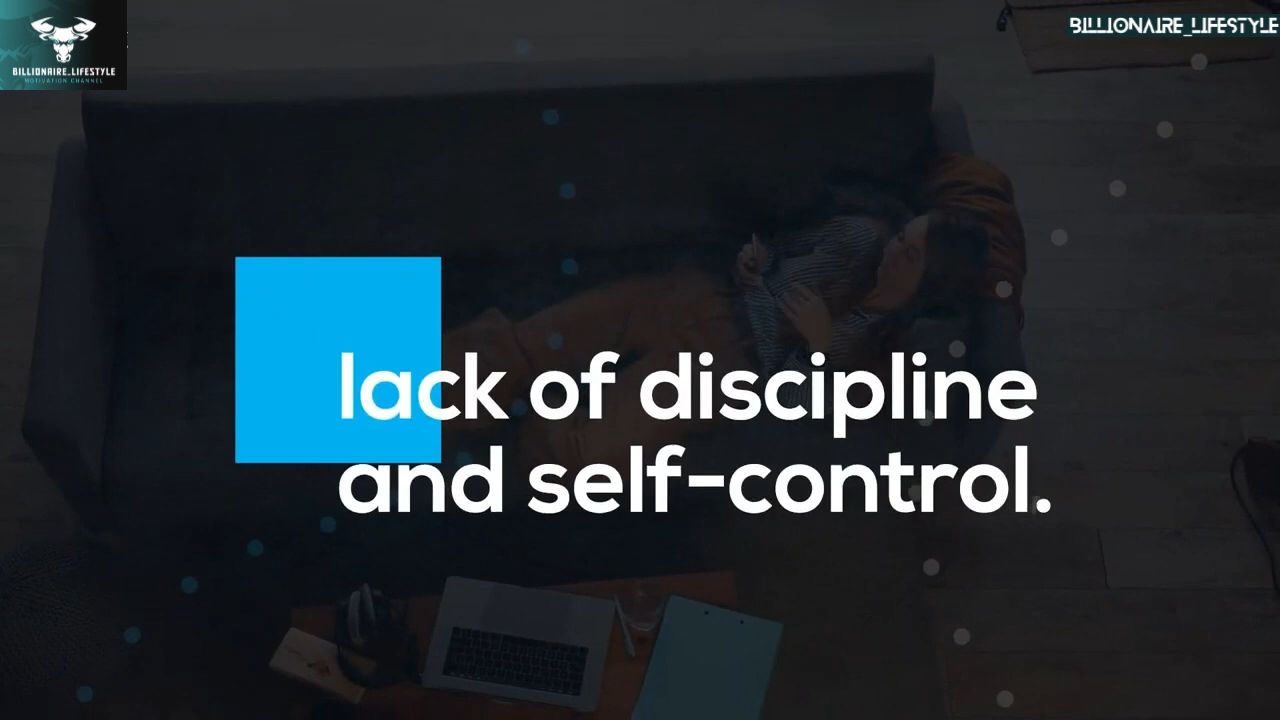 BILLIONAIRE_LIFESTYLE
MOTIVATION CHANNEL
BILLIONAIRE_LIFESTYLE
lack of discipline
and self-control.